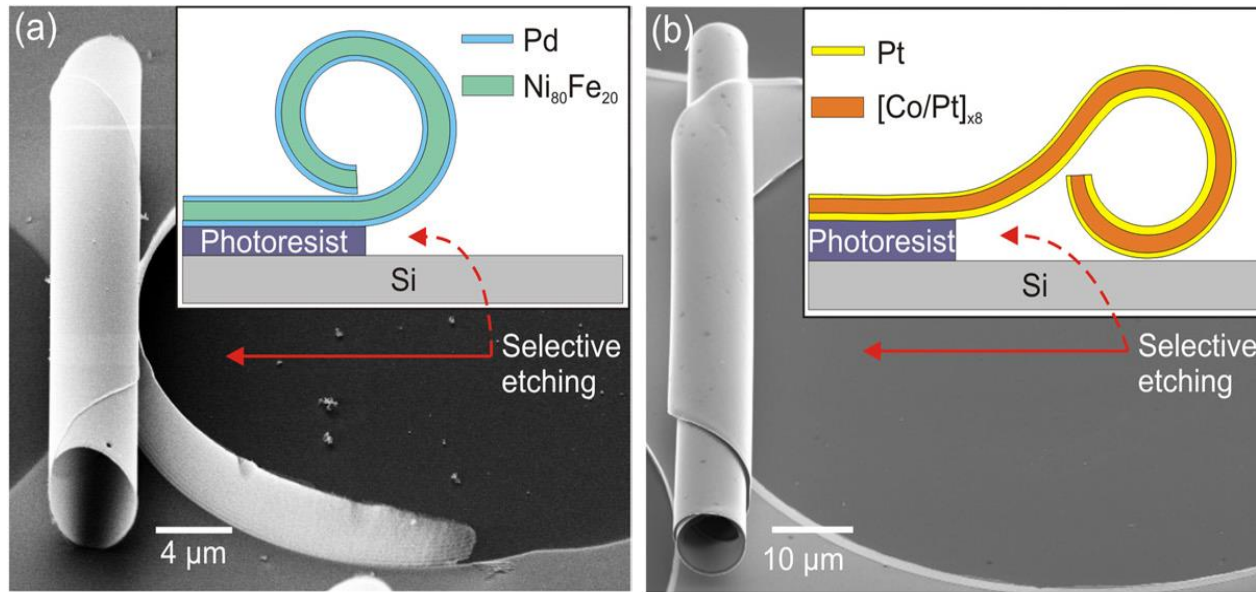 (a)
Pd
Ni₈₀Fe₂₀
Photoresist
Si
Selective
etching
4 µm
(b)
Pt
[Co/Pt]ₓ₈
Photoresist
Si
Selective
etching
10 µm